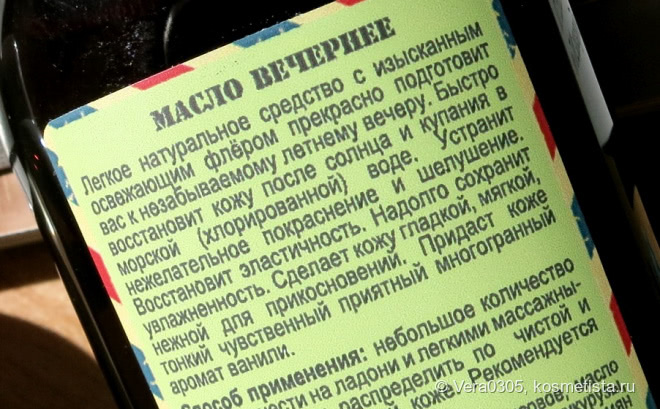 МАСЛО ВЕЧЕРНЕЕ
Легкое натуральное средство с изысканным
освежающим флёром прекрасно подготовит
вас к незабываемому летнему вечеру. Быстро
восстановит кожу после солнца и купания в
морской (хлорированной) воде. Устранит
нежелательное покраснение и шелушение.
Восстановит эластичность. Надолго сохранит
увлажненность. Сделает кожу гладкой, мягкой
нежной для прикосновений. Придаст коже
тонкий чувственный приятный многогранный
аромат ванили.
Способ применения: небольшое количество
нести на ладони и легкими массажны-
распределить по чистой и
коже. Рекомендуется
масло
© Vera0305, kosmetista.ru